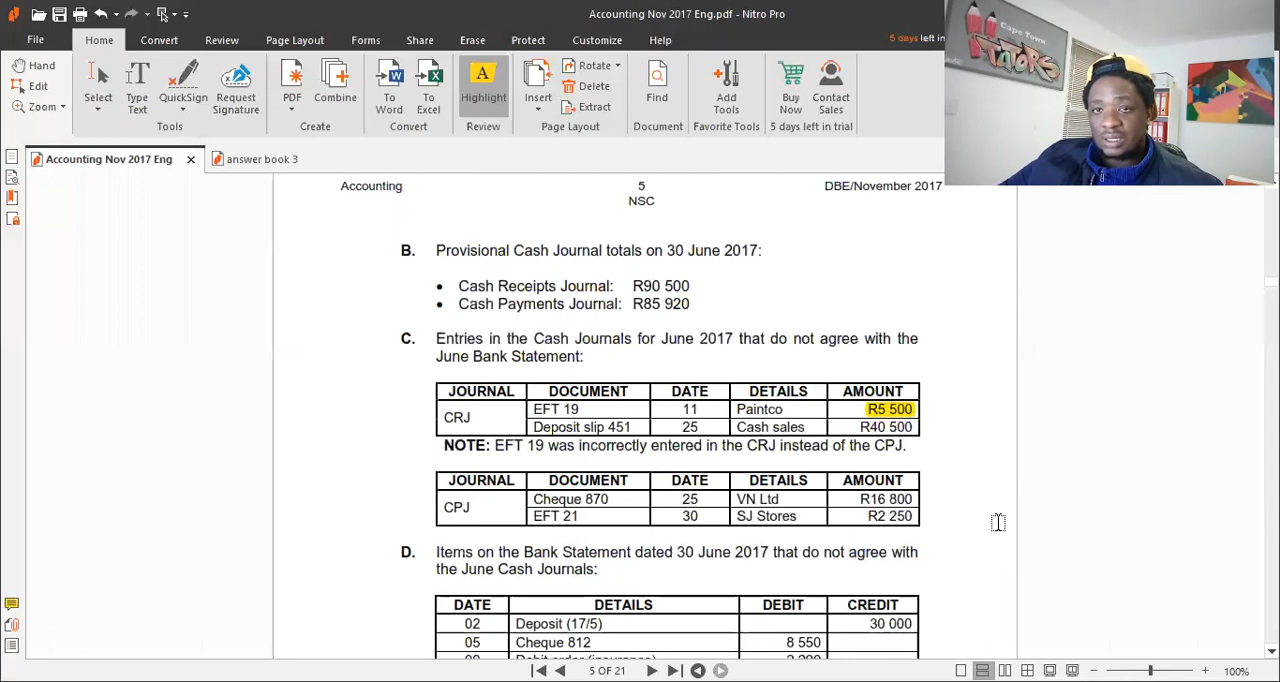 Accounting Nov 2017 Eng.pdf - Nitro Pro
5 days left in
Cape Town
TUTORS
File Home Convert Review Page Layout Forms Share Erase Protect Customize Help
Hand
Edit
Zoom
Select
Type Text
QuickSign
Request Signature
Tools
PDF
Combine
Create
To Word
To Excel
Convert
Highlight
Review
Insert
Rotate
Delete
Extract
Page Layout
Find
Document
Add Tools
Favorite Tools
Buy Now
Contact Sales
5 days left in trial
Accounting Nov 2017 Eng
answer book 3
Accounting 5 DBE/November 2017
NSC
B. Provisional Cash Journal totals on 30 June 2017:
• Cash Receipts Journal: R90 500
• Cash Payments Journal: R85 920
C. Entries in the Cash Journals for June 2017 that do not agree with the
June Bank Statement:
JOURNAL DOCUMENT DATE DETAILS AMOUNT
CRJ EFT 19 11 Paintco R5 500
Deposit slip 451 25 Cash sales R40 500
NOTE: EFT 19 was incorrectly entered in the CRJ instead of the CPJ.
JOURNAL DOCUMENT DATE DETAILS AMOUNT
CPJ Cheque 870 25 VN Ltd R16 800
EFT 21 30 SJ Stores R2 250
D. Items on the Bank Statement dated 30 June 2017 that do not agree with
the June Cash Journals:
DATE DETAILS DEBIT CREDIT
02 Deposit (17/5) 30 000
05 Cheque 812 8 550
5 OF 21
100%